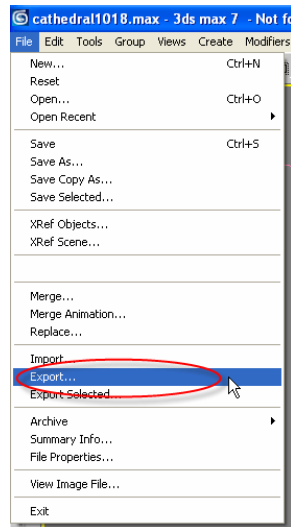 cathedral1018.max - 3ds max 7 - Not f
File Edit Tools Group Views Create Modifiers
New... Ctrl+N
Reset
Open... Ctrl+O
Open Recent
Save Ctrl+S
Save As...
Save Copy As...
Save Selected...
XRef Objects...
XRef Scene...
Merge...
Merge Animation...
Replace...
Import...
Export...
Export Selected...
Archive
Summary Info...
File Properties...
View Image File...
Exit